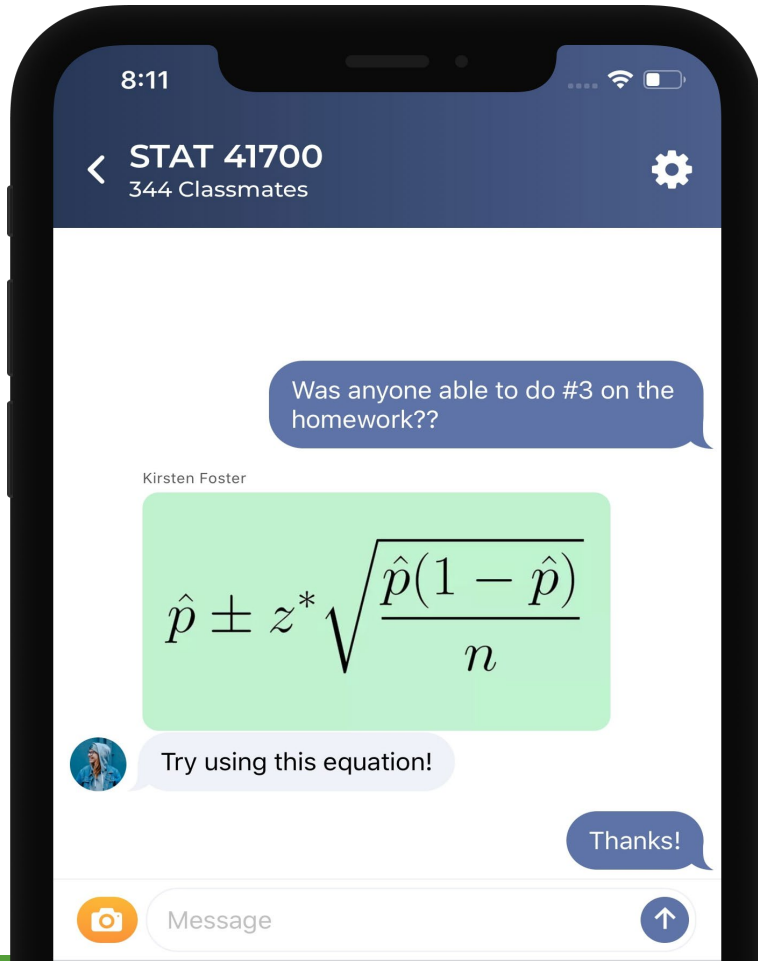 8:11
STAT 41700
344 Classmates
Was anyone able to do #3 on the
homework??
Kirsten Foster
p̂ ± z* √(p̂(1 − p̂)/n)
Try using this equation!
Thanks!
Message